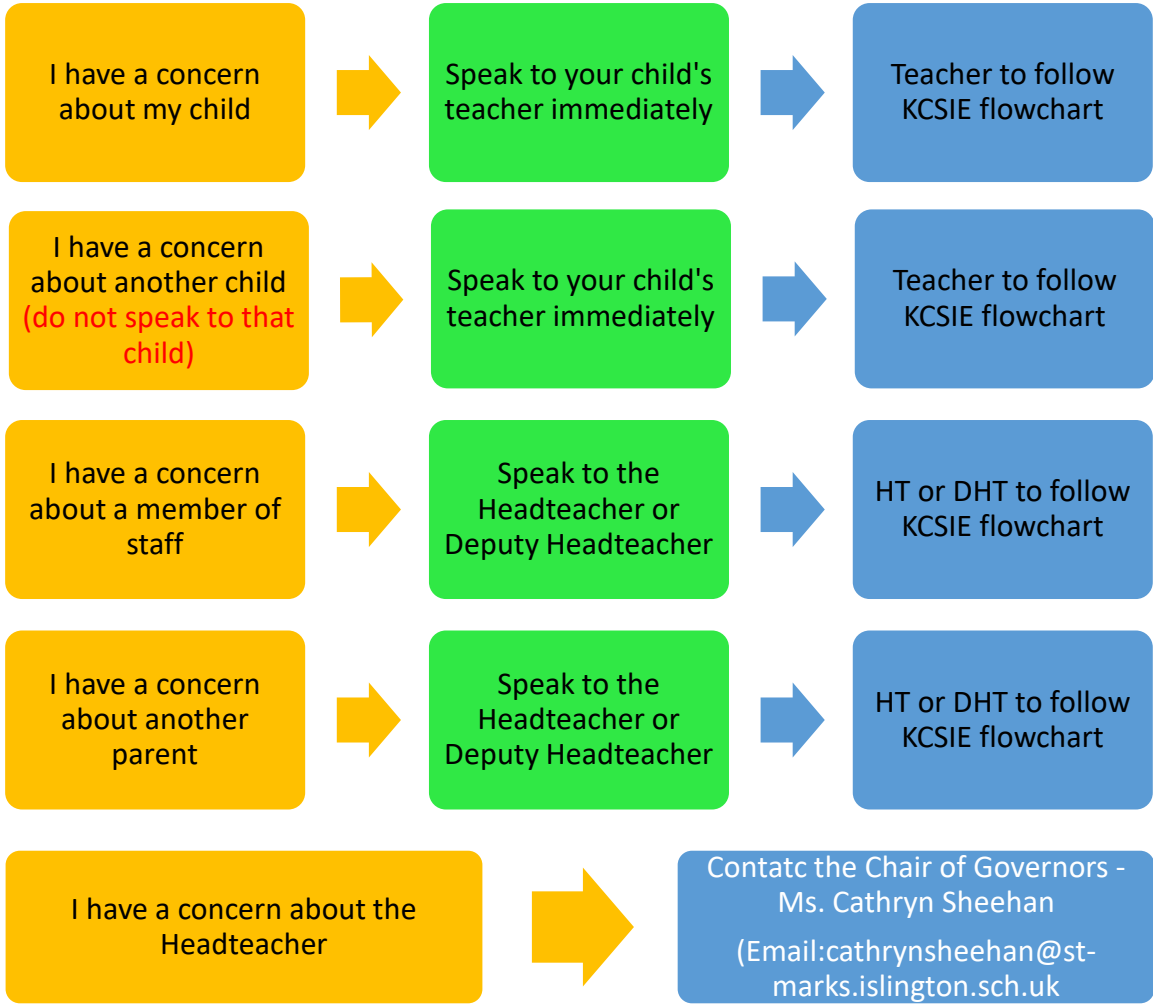 I have a concern
about my child
Speak to your child's
teacher immediately
Teacher to follow
KCSIE flowchart
I have a concern
about another child
(do not speak to that
child)
Speak to your child's
teacher immediately
Teacher to follow
KCSIE flowchart
I have a concern
about a member of
staff
Speak to the
Headteacher or
Deputy Headteacher
HT or DHT to follow
KCSIE flowchart
I have a concern
about another
parent
Speak to the
Headteacher or
Deputy Headteacher
HT or DHT to follow
KCSIE flowchart
I have a concern about the
Headteacher
Contatc the Chair of Governors -
Ms. Cathryn Sheehan
(Email:cathrynsheehan@st-
marks.islington.sch.uk